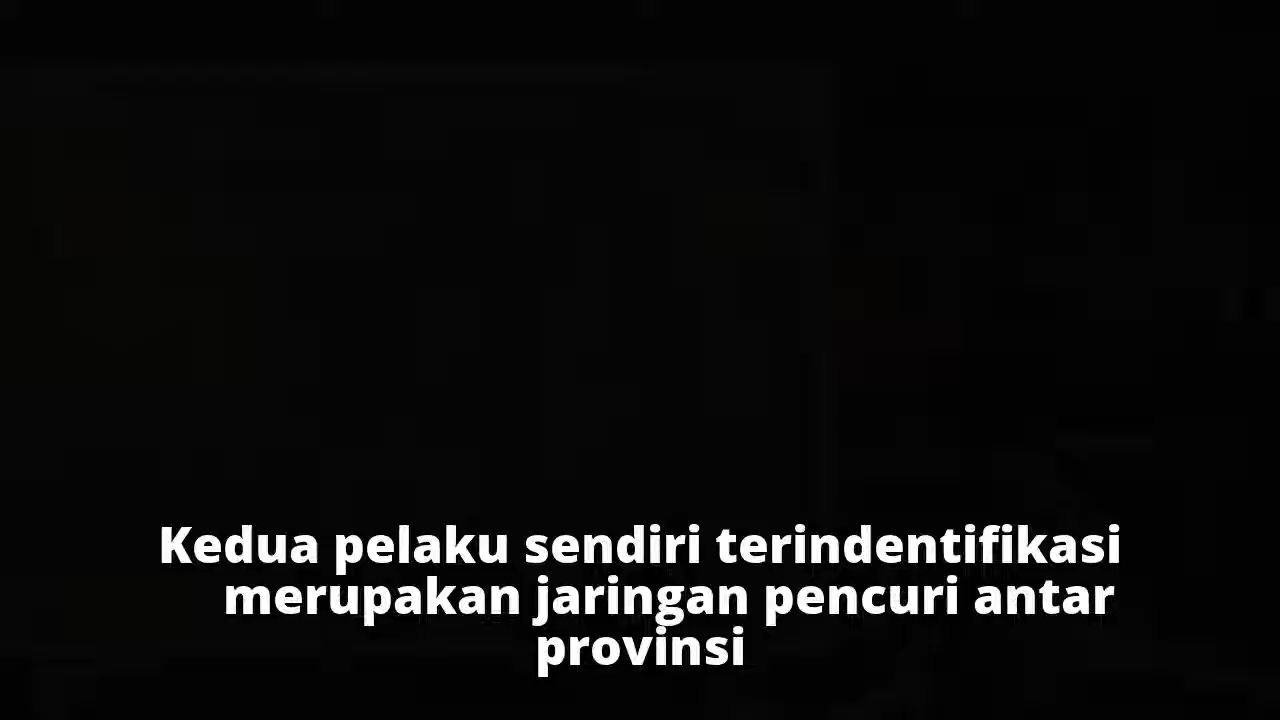 Kedua pelaku sendiri terindentifikasi
merupakan jaringan pencuri antar
provinsi